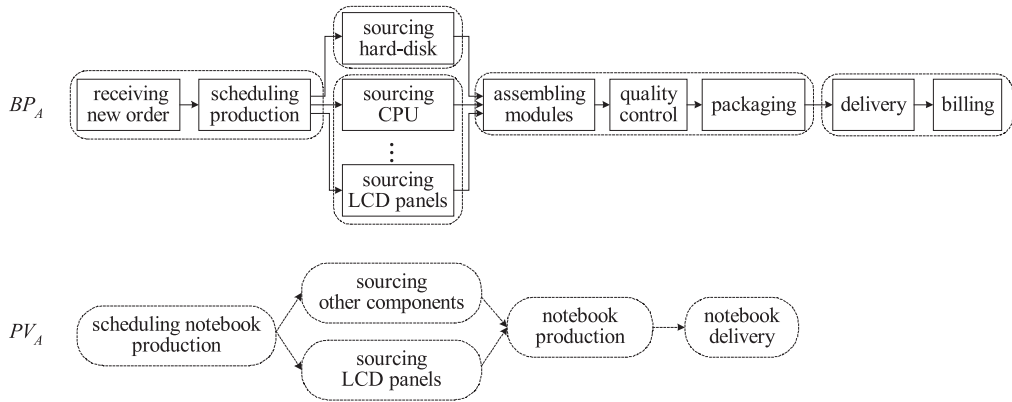 sourcing
hard-disk
BP_A
receiving
new order
scheduling
production
sourcing
CPU
assembling
modules
quality
control
packaging
delivery
billing
sourcing
LCD panels
sourcing
other components
PV_A
scheduling notebook
production
notebook
production
notebook
delivery
sourcing
LCD panels